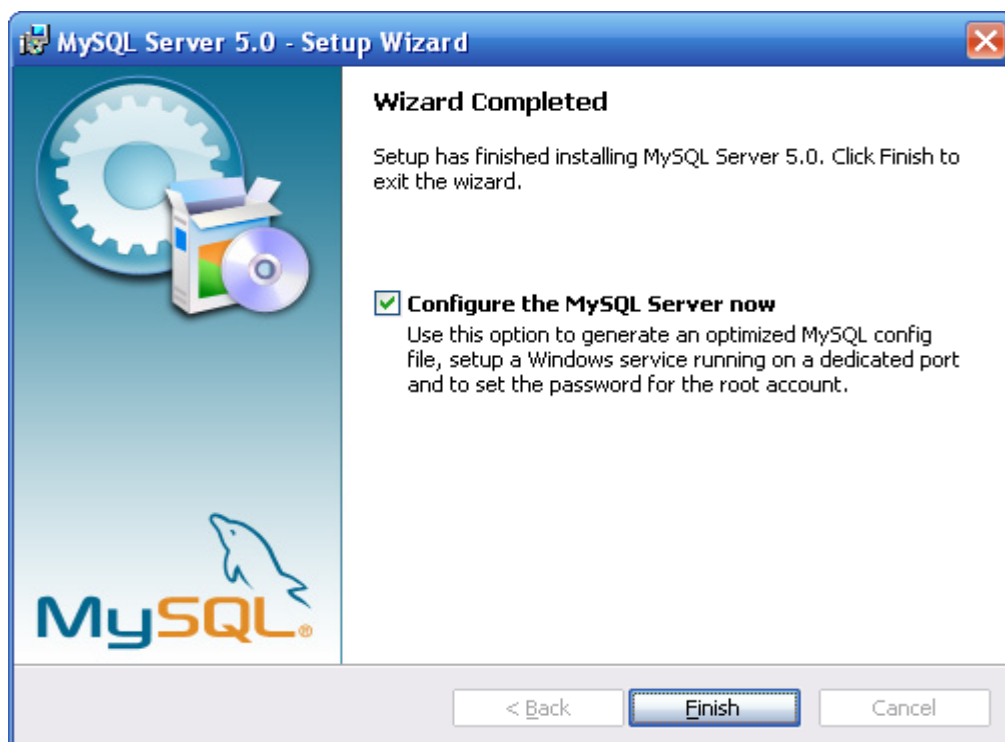 MySQL Server 5.0 - Setup Wizard
Wizard Completed
Setup has finished installing MySQL Server 5.0. Click Finish to
exit the wizard.
Configure the MySQL Server now
Use this option to generate an optimized MySQL config
file, setup a Windows service running on a dedicated port
and to set the password for the root account.
MySQL®
< Back
Finish
Cancel